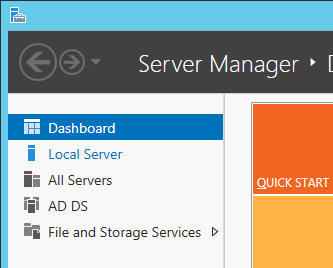 Server Manager
Dashboard
Local Server
All Servers
AD DS
File and Storage Services
QUICK START